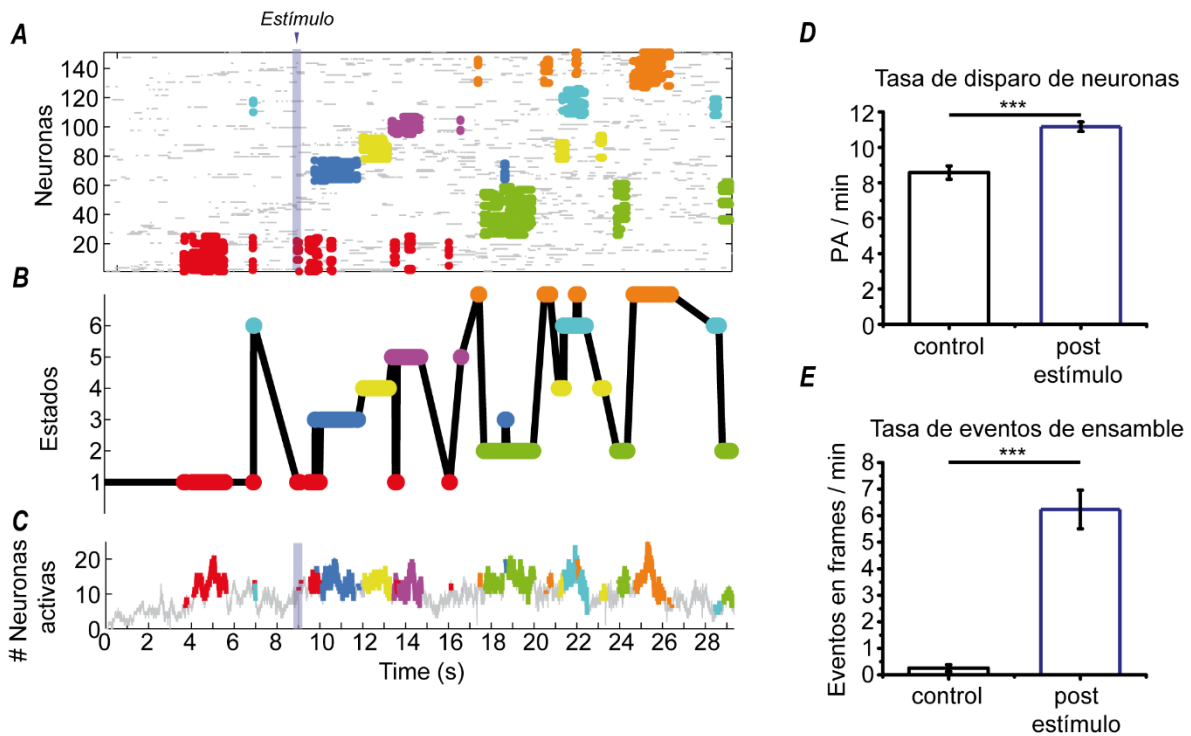 Estímulo
A
Neuronas
140
120
100
80
60
40
20
B
Estados
6
5
4
3
2
1
C
# Neuronas
activas
20
10
0
0 2 4 6 8 10 12 14 16 18 20 22 24 26 28
Time (s)
D
Tasa de disparo de neuronas
***
PA / min
12
10
8
6
4
2
0
control
post
estímulo
E
Tasa de eventos de ensamble
***
Eventos en frames / min
8
7
6
5
4
3
2
1
0
control
post
estímulo